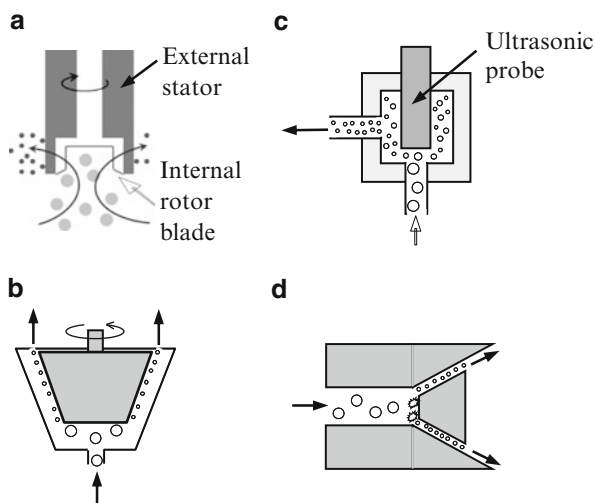 a
External
stator
Internal
rotor
blade
b
c
Ultrasonic
probe
d